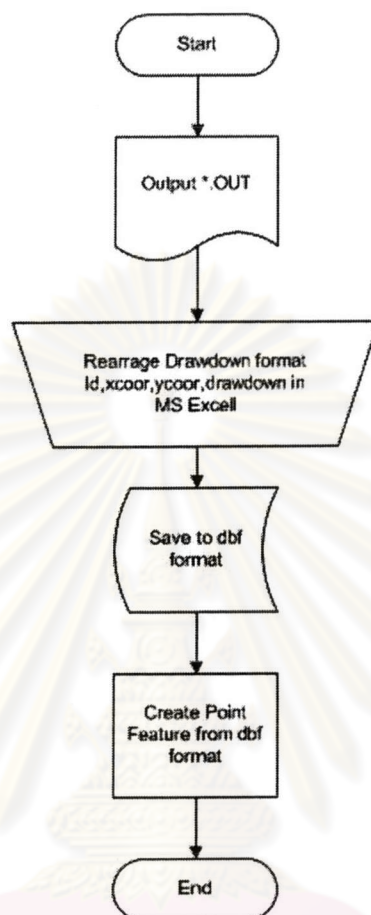 Start
Output *.OUT
Rearrage Drawdown format
Id,xcoor,ycoor,drawdown in
MS Excell
Save to dbf
format
Create Point
Feature from dbf
format
End